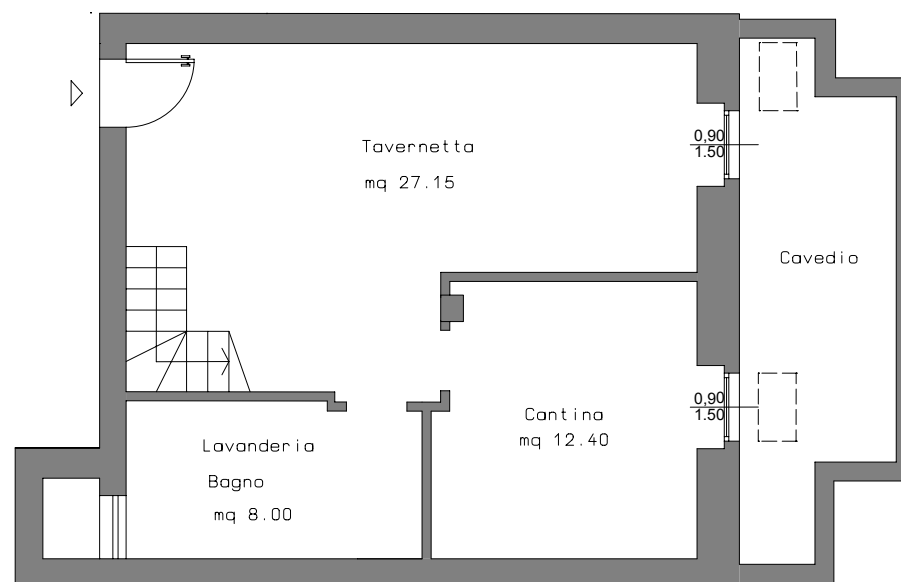 Tavernetta
mq 27.15
0,90
1.50
Cavedio
0,90
1.50
Cantina
mq 12.40
Lavanderia
Bagno
mq 8.00